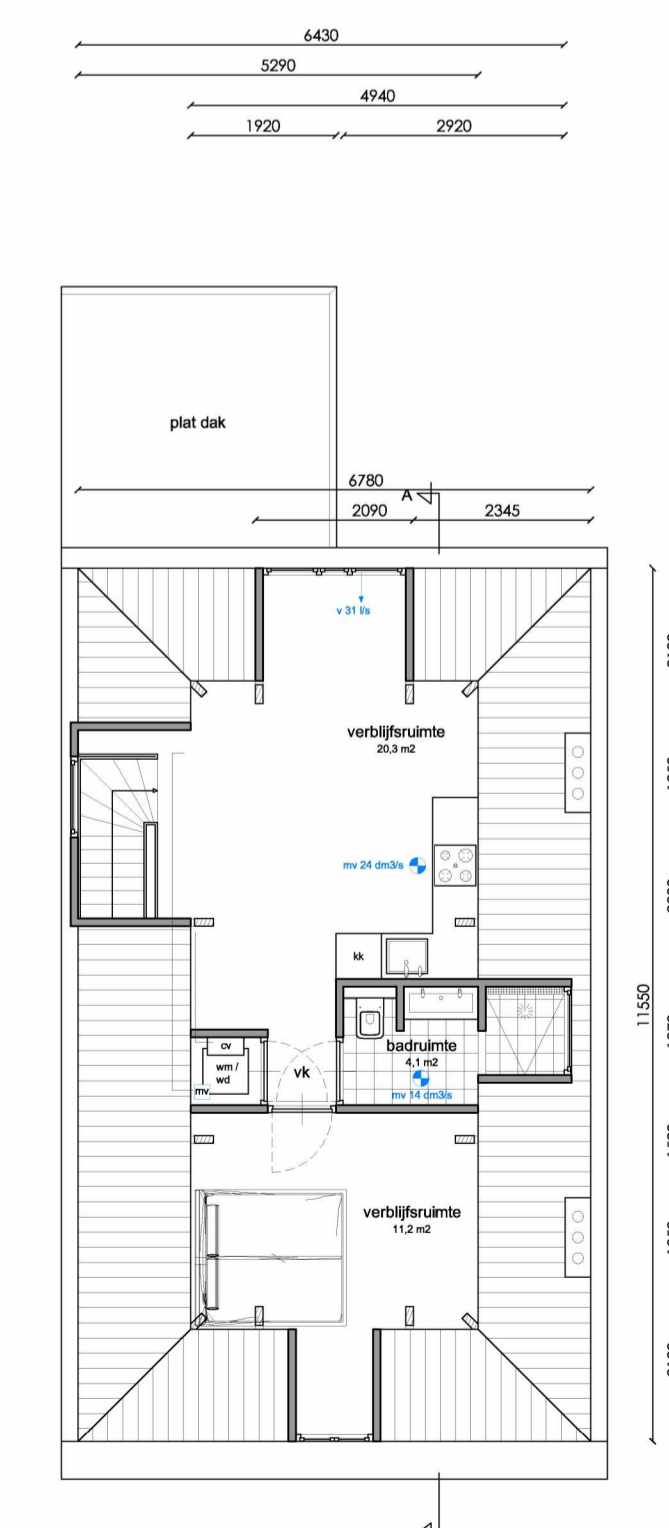 6430
5290
4940
1920 2920
plat dak
6780
A
2090 2345
v 31 l/s
verblijfsruimte
20,3 m2
mv 24 dm3/s
kk
11550
cv
wm /
wd
mv
vk
badruimte
4,1 m2
mv 14 dm3/s
verblijfsruimte
11,2 m2